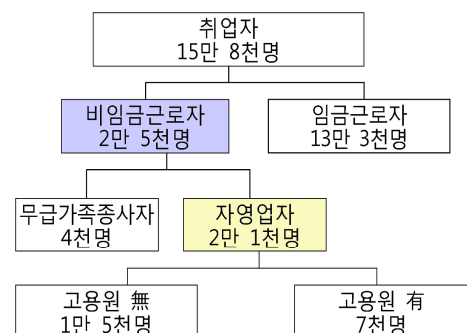 취업자
15만 8천명
비임금근로자
2만 5천명
임금근로자
13만 3천명
무급가족종사자
4천명
자영업자
2만 1천명
고용원 無
1만 5천명
고용원 有
7천명